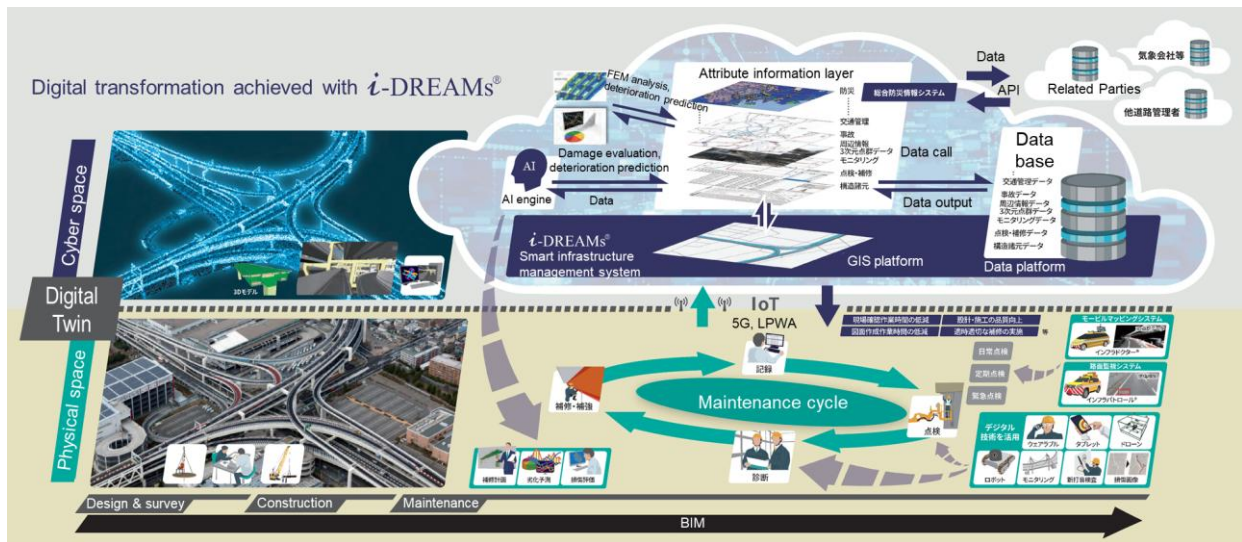 Digital transformation achieved with i-DREAMs®
Cyber space
Digital
Twin
Physical space
3Dモデル
FEM analysis,
deterioration prediction
Damage evaluation,
deterioration prediction
AI
AI engine
Data
Attribute information layer
防災
総合防災情報システム
交通管理
事故
周辺情報
3次元点群データ
モニタリング
点検・補修
構造諸元
Data call
Data output
Data
API
Related Parties
気象会社等
他道路管理者
Data
base
交通管理データ
事故データ
周辺情報データ
3次元点群データ
モニタリングデータ
点検・補修データ
構造諸元データ
Data platform
i-DREAMs®
Smart infrastructure
management system
GIS platform
IoT
5G, LPWA
現場確認作業時間の低減
設計・施工の品質向上
図面作成作業時間の低減
適時適切な補修の実施
等
Maintenance cycle
記録
点検
診断
補修・補強
日常点検
定期点検
緊急点検
モービルマッピングシステム
インフラドクター®
路面監視システム
インフラパトロール®
デジタル
技術を活用
ウェアラブル
タブレット
ドローン
ロボット
モニタリング
新打音検査
損傷画像
補修計画
劣化予測
損傷評価
Design & survey
Construction
Maintenance
BIM